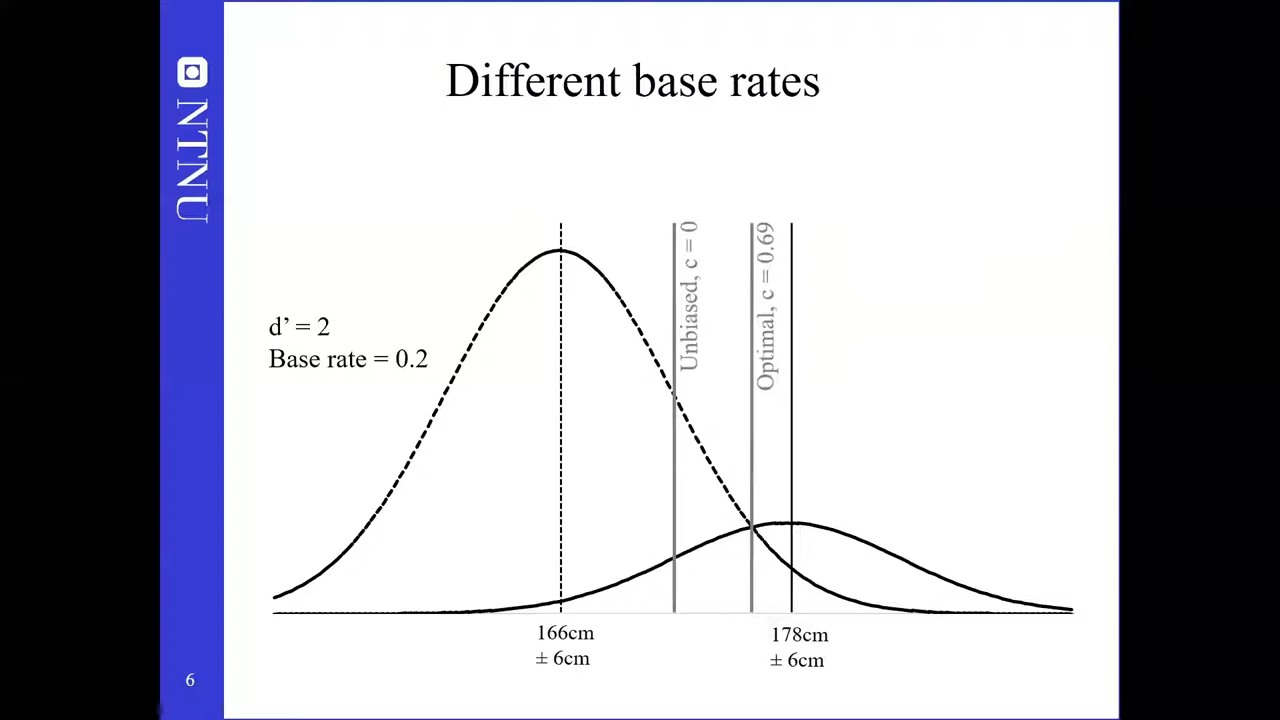 NTNU
Different base rates
Unbiased, c = 0
Optimal, c = 0.69
d’ = 2
Base rate = 0.2
166cm
± 6cm
178cm
± 6cm
6